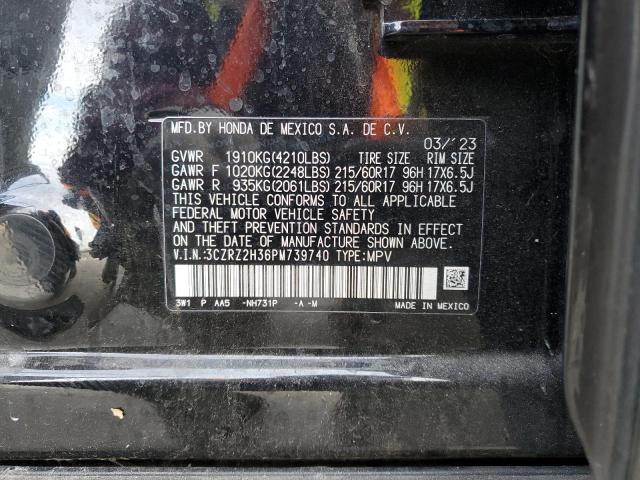 MFD.BY HONDA DE MEXICO S.A. DE C.V.
03/'23
GVWR 1910KG(4210LBS) TIRE SIZE RIM SIZE
GAWR F 1020KG(2248LBS) 215/60R17 96H 17X6.5J
GAWR R 935KG(2061LBS) 215/60R17 96H 17X6.5J
THIS VEHICLE CONFORMS TO ALL APPLICABLE
FEDERAL MOTOR VEHICLE SAFETY
AND THEFT PREVENTION STANDARDS IN EFFECT
ON THE DATE OF MANUFACTURE SHOWN ABOVE.
V.I.N.:3CZRZ2H36PM739740 TYPE:MPV
3W1 P AA5 -NH731P -A -M MADE IN MEXICO